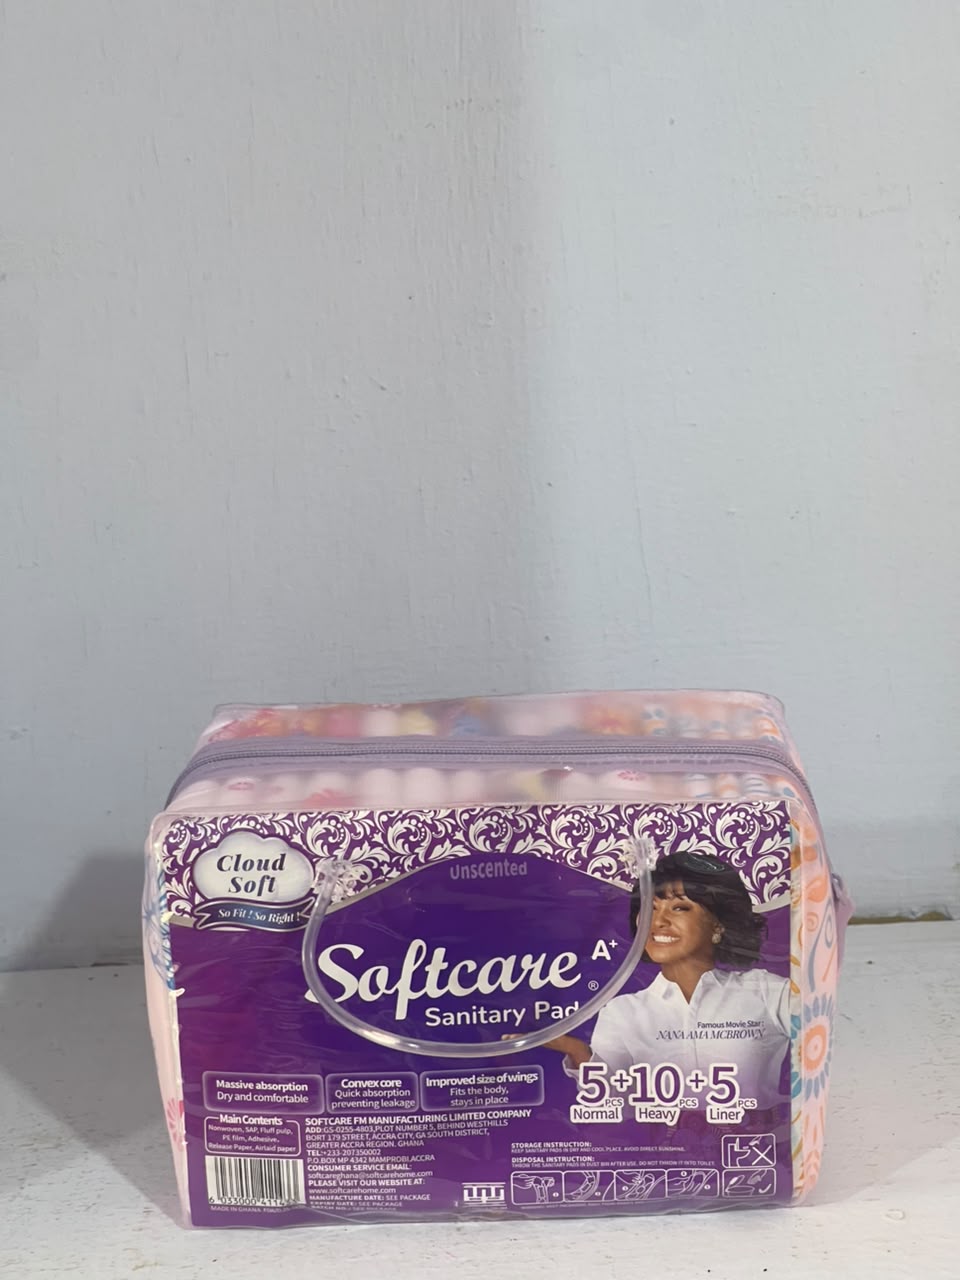 Unscented
Cloud
Soft
So Fit! So Right!
Softcare A+
®
Sanitary Pad
Famous Movie Star:
NANA AMA MCBROWN
5PCS+10PCS+5PCS
Normal Heavy Liner
Massive absorption
Dry and comfortable
Convex core
Quick absorption
preventing leakage
Improved size of wings
Fits the body,
stays in place
Main Contents
Nonwoven, SAP, Fluff pulp,
PE film, Adhesive,
Release Paper, Airlaid paper
SOFTCARE FM MANUFACTURING LIMITED COMPANY
ADD:GS-0255-4803,PLOT NUMBER 5, BEHIND WESTHILLS
BORT 179 STREET, ACCRA CITY, GA SOUTH DISTRICT,
GREATER ACCRA REGION, GHANA
TEL:+233-207350002
P.O.BOX MP 4342 MAMPROBI,ACCRA
CONSUMER SERVICE EMAIL:
softcareghana@softcarehome.com
PLEASE VISIT OUR WEBSITE AT:
www.softcarehome.com
MANUFACTURE DATE: SEE PACKAGE
EXPIRY DATE: SEE PACKAGE
MADE IN GHANA
STORAGE INSTRUCTION:
KEEP SANITARY PADS IN DRY AND COOL PLACE. AVOID DIRECT SUNSHINE.
DISPOSAL INSTRUCTION:
THROW THE SANITARY PADS IN DUST BIN AFTER USE, DO NOT THROW IT INTO TOILET.